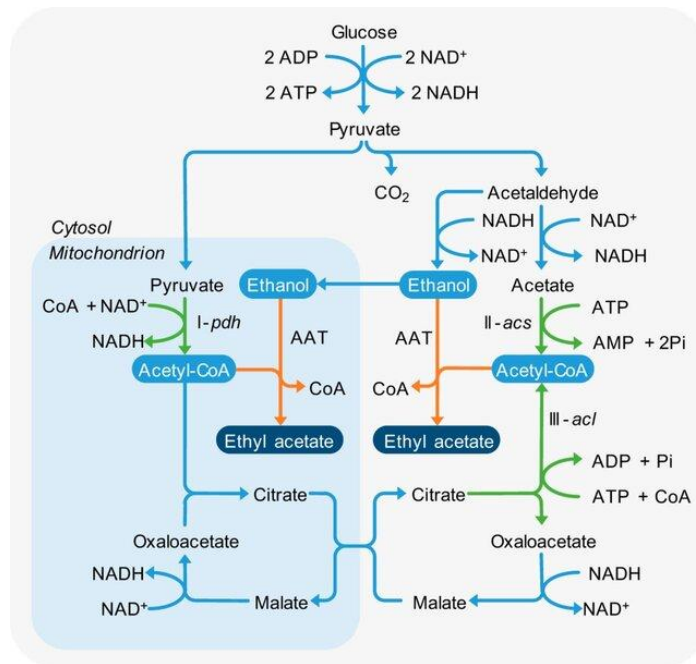 Glucose
2 ADP 2 NAD⁺
2 ATP 2 NADH
Pyruvate
CO₂ Acetaldehyde
Cytosol
Mitochondrion
NADH NAD⁺
NAD⁺ NADH
Pyruvate Ethanol Ethanol Acetate
CoA + NAD⁺ I-pdh AAT AAT II-acs ATP
NADH AMP + 2Pi
Acetyl-CoA CoA CoA Acetyl-CoA
III-acl
Ethyl acetate Ethyl acetate
ADP + Pi
Citrate Citrate ATP + CoA
Oxaloacetate Oxaloacetate
NADH NADH
NAD⁺ Malate Malate NAD⁺